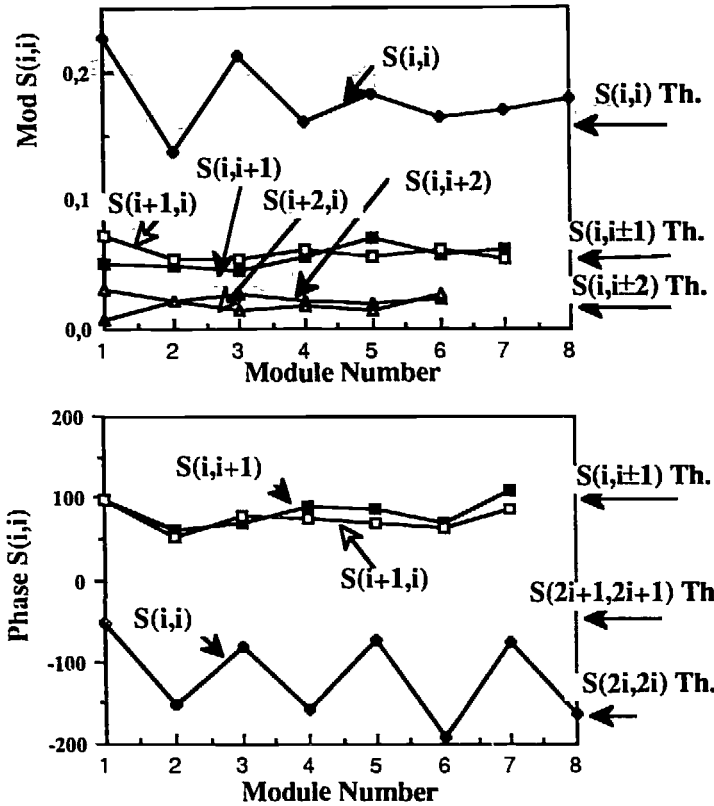 Mod S(i,i)
0,2
0,1
0,0
S(i,i)
S(i,i) Th.
S(i,i+1)
S(i,i+2)
S(i+1,i)
S(i+2,i)
S(i,i±1) Th.
S(i,i±2) Th.
1 2 3 4 5 6 7 8
Module Number
Phase S(i,i)
200
100
0
-100
-200
S(i,i+1)
S(i,i±1) Th.
S(i+1,i)
S(2i+1,2i+1) Th
S(i,i)
S(2i,2i) Th.
1 2 3 4 5 6 7 8
Module Number